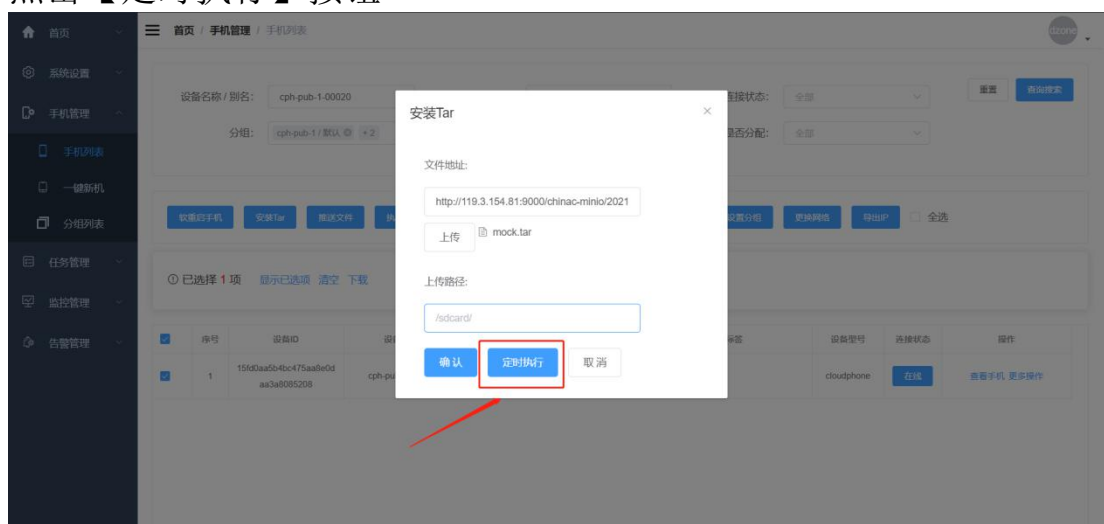 点击【定时执行】按钮
首页
首页 / 手机管理 / 手机列表
dzone
系统设置
手机管理
手机列表
一键新机
分组列表
任务管理
监控管理
告警管理
设备名称 / 别名:
cph-pub-1-00020
连接状态:
全部
重置
查询搜索
分组:
cph-pub-1 / 默认
+ 2
是否分配:
全部
软重启手机
安装Tar
推送文件
设置分组
更换网络
导出IP
全选
已选择 1 项
显示已选项
清空
下载
序号
设备ID
设备型号
连接状态
操作
1
15fd0aa5b4bc475aa8e0d
aa3a8085208
cph-pu
cloudphone
在线
查看手机 更多操作
安装Tar
文件地址:
http://119.3.154.81:9000/chinac-minio/2021
上传
mock.tar
上传路径:
/sdcard/
确认
定时执行
取消